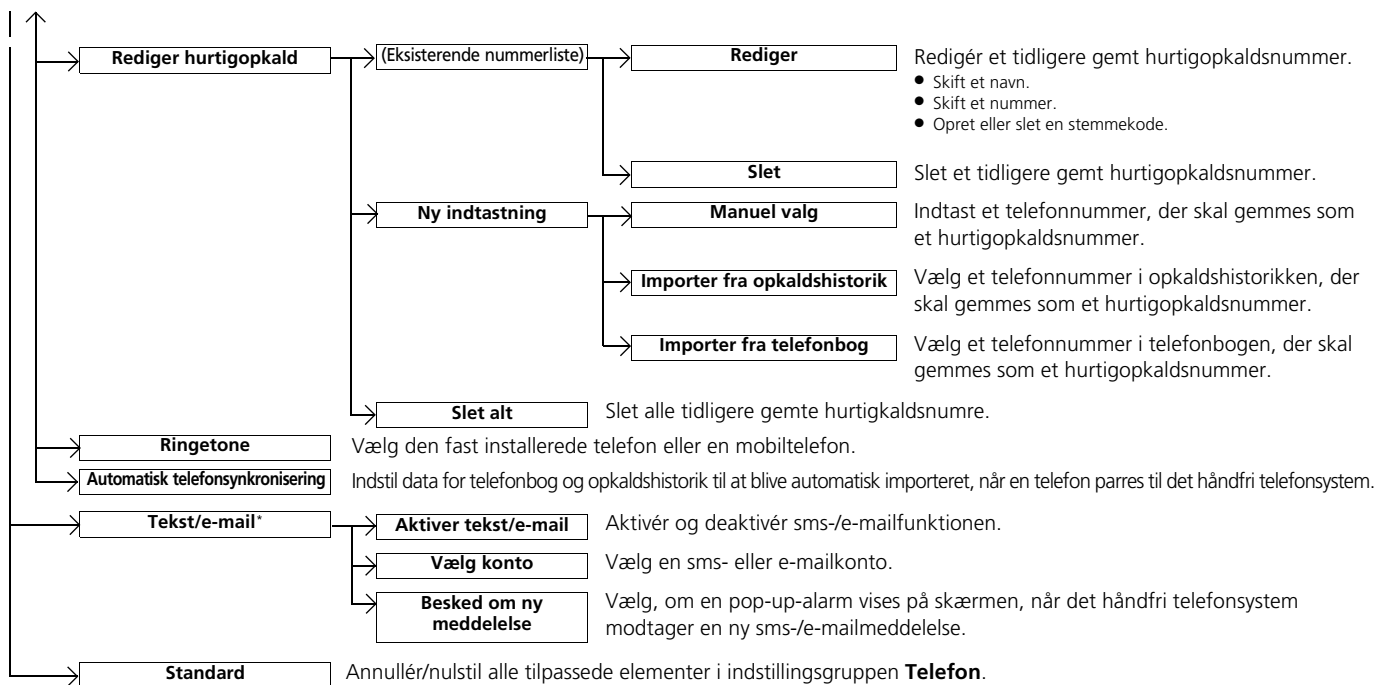 Rediger hurtigopkald
(Eksisterende nummerliste)
Rediger
Redigér et tidligere gemt hurtigopkaldsnummer.
● Skift et navn.
● Skift et nummer.
● Opret eller slet en stemmekode.
Slet
Slet et tidligere gemt hurtigopkaldsnummer.
Ny indtastning
Manuel valg
Indtast et telefonnummer, der skal gemmes som
et hurtigopkaldsnummer.
Importer fra opkaldshistorik
Vælg et telefonnummer i opkaldshistorikken, der
skal gemmes som et hurtigopkaldsnummer.
Importer fra telefonbog
Vælg et telefonnummer i telefonbogen, der skal
gemmes som et hurtigopkaldsnummer.
Slet alt
Slet alle tidligere gemte hurtigkaldsnumre.
Ringetone
Vælg den fast installerede telefon eller en mobiltelefon.
Automatisk telefonsynkronisering
Indstil data for telefonbog og opkaldshistorik til at blive automatisk importeret, når en telefon parres til det håndfri telefonsystem.
Tekst/e-mail*
Aktiver tekst/e-mail
Aktivér og deaktivér sms-/e-mailfunktionen.
Vælg konto
Vælg en sms- eller e-mailkonto.
Besked om ny
meddelelse
Vælg, om en pop-up-alarm vises på skærmen, når det håndfri telefonsystem
modtager en ny sms-/e-mailmeddelelse.
Standard
Annullér/nulstil alle tilpassede elementer i indstillingsgruppen Telefon.